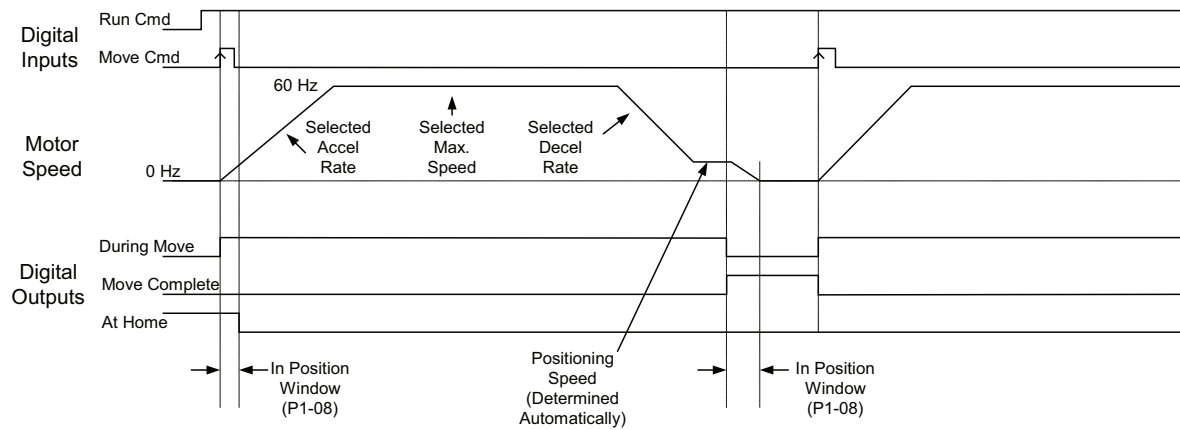 Digital
Inputs
Run Cmd
Move Cmd
Motor
Speed
60 Hz
0 Hz
Selected
Accel
Rate
Selected
Max.
Speed
Selected
Decel
Rate
Digital
Outputs
During Move
Move Complete
At Home
In Position
Window
(P1-08)
Positioning
Speed
(Determined
Automatically)
In Position
Window
(P1-08)